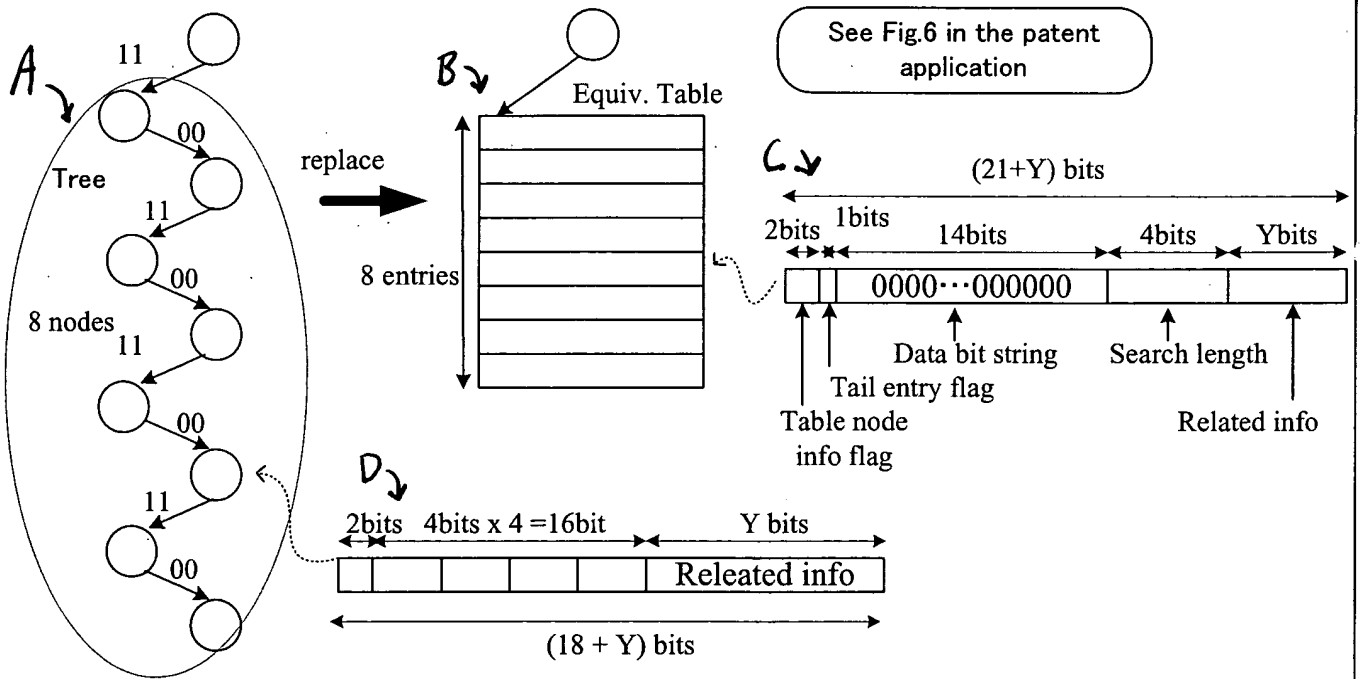 See Fig.6 in the patent
application
A
11
00
Tree
11
00
8 nodes
11
00
11
00
replace
B
Equiv. Table
8 entries
C
(21+Y) bits
2bits
1bits
14bits
4bits
Ybits
0000···000000
Data bit string
Search length
Tail entry flag
Table node
info flag
Related info
D
2bits
4bits x 4 =16bit
Y bits
Releated info
(18 + Y) bits